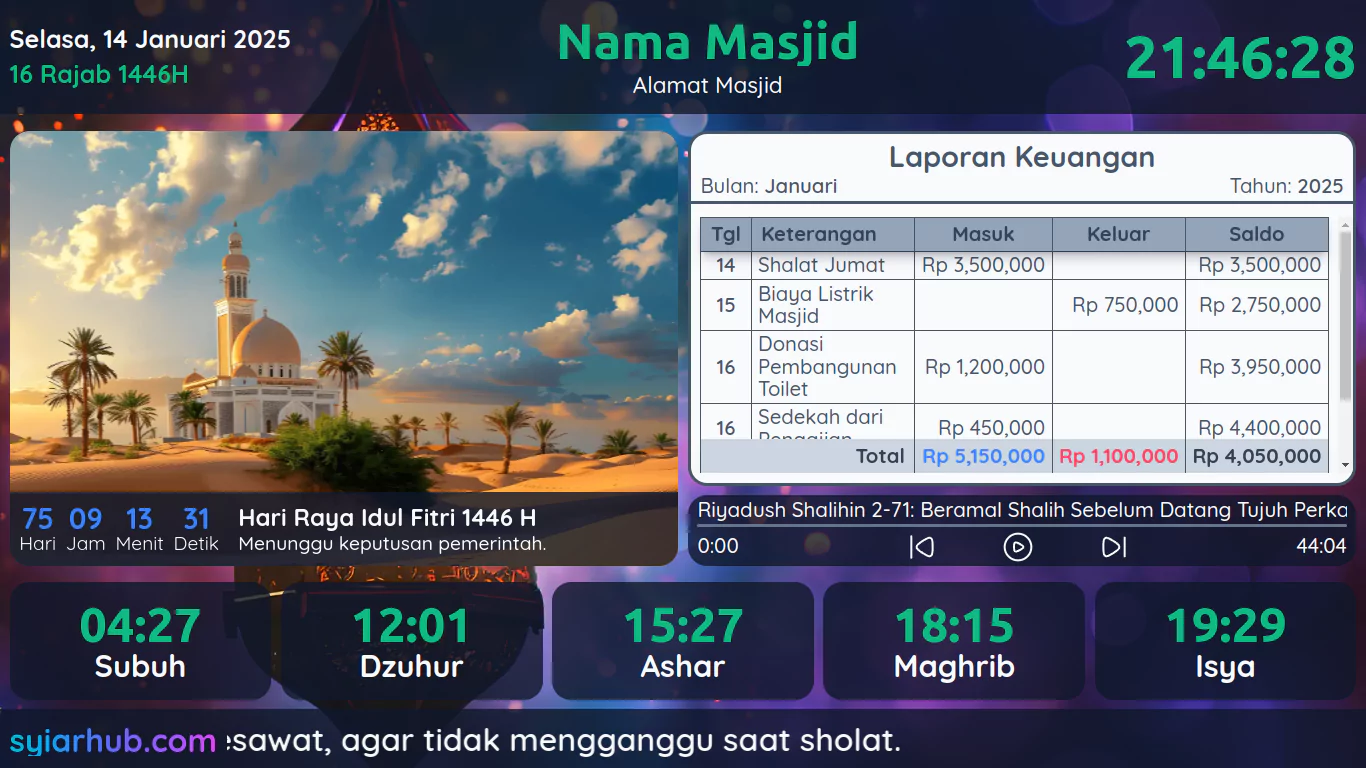 Selasa, 14 Januari 2025
16 Rajab 1446H
Nama Masjid
Alamat Masjid
21:46:28
Laporan Keuangan
Bulan: Januari Tahun: 2025
Tgl Keterangan Masuk Keluar Saldo
14 Shalat Jumat Rp 3,500,000 Rp 3,500,000
15 Biaya Listrik Masjid Rp 750,000 Rp 2,750,000
16 Donasi Pembangunan Toilet Rp 1,200,000 Rp 3,950,000
16 Sedekah dari Rp 450,000 Rp 4,400,000
Total Rp 5,150,000 Rp 1,100,000 Rp 4,050,000
75 09 13 31
Hari Jam Menit Detik
Hari Raya Idul Fitri 1446 H
Menunggu keputusan pemerintah.
Riyadush Shalihin 2-71: Beramal Shalih Sebelum Datang Tujuh Perka
0:00 44:04
04:27
Subuh
12:01
Dzuhur
15:27
Ashar
18:15
Maghrib
19:29
Isya
syiarhub.com esawat, agar tidak mengganggu saat sholat.